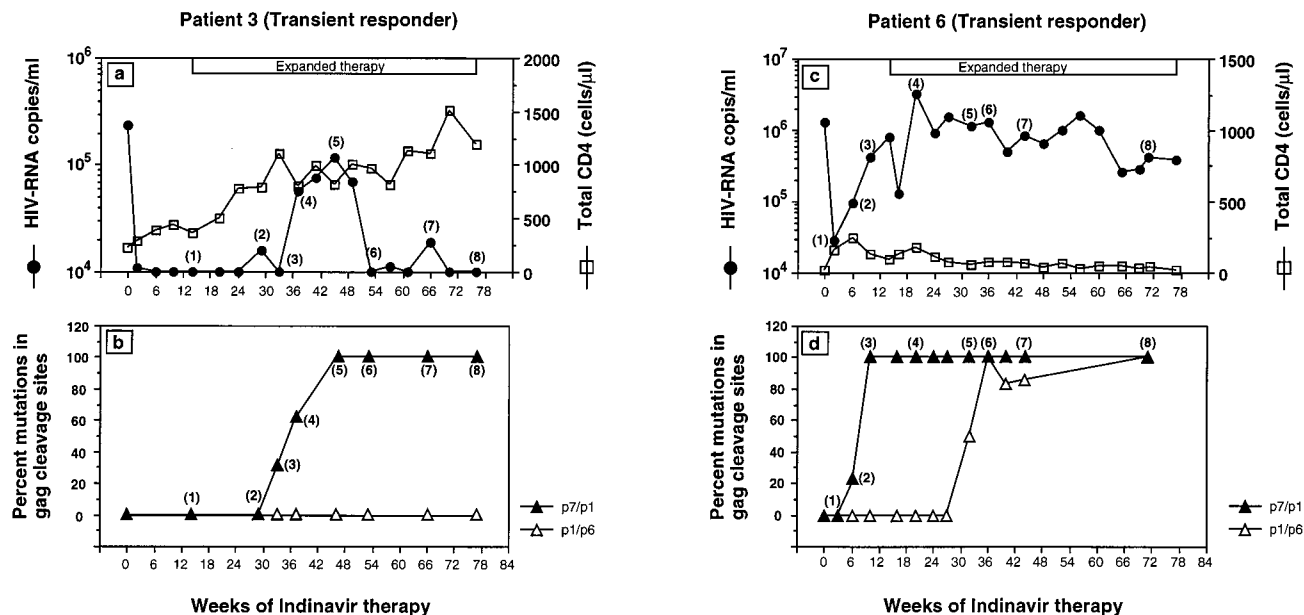 Patient 3 (Transient responder)
Patient 6 (Transient responder)
HIV-RNA copies/ml
10^6
10^5
10^4
a
Expanded therapy
(1)
(2)
(3)
(4)
(5)
(6)
(7)
(8)
2000
1500
1000
500
0
Total CD4 (cells/µl)
0 6 12 18 24 30 36 42 48 54 60 66 72 78
HIV-RNA copis/ml
10^7
10^6
10^5
10^4
c
Expanded therapy
(1)
(2)
(3)
(4)
(5)
(6)
(7)
(8)
1500
1000
500
0
Total CD4 (cells/µl)
0 6 12 18 24 30 36 42 48 54 60 66 72 78
Percent mutations in
gag cleavage sites
120
100
80
60
40
20
0
b
(1)
(2)
(3)
(4)
(5)
(6)
(7)
(8)
p7/p1
p1/p6
0 6 12 18 24 30 36 42 48 54 60 66 72 78 84
Weeks of Indinavir therapy
Percent mutations in
gag cleavage sites
120
100
80
60
40
20
0
d
(1)
(2)
(3)
(4)
(5)
(6)
(7)
(8)
p7/p1
p1/p6
0 6 12 18 24 30 36 42 48 54 60 66 72 78 84
Weeks of Indinavir therapy